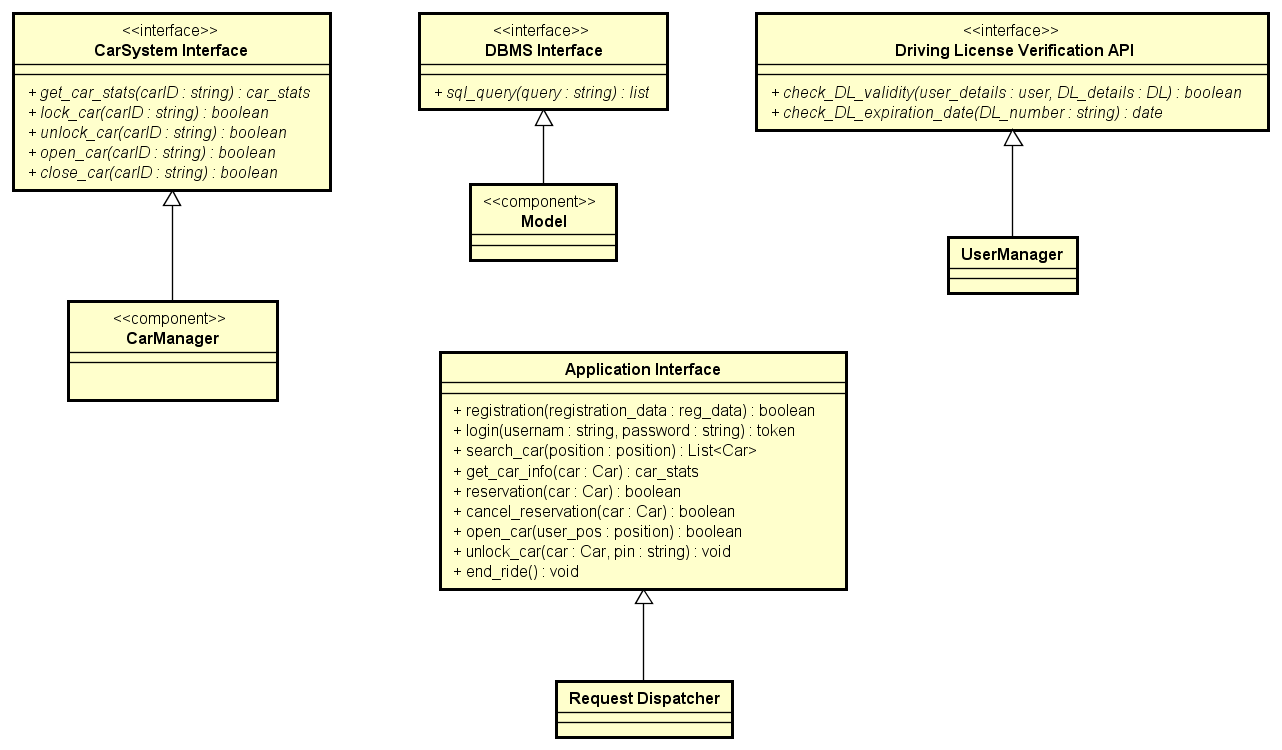 <<interface>>
CarSystem Interface
+ get_car_stats(carID : string) : car_stats
+ lock_car(carID : string) : boolean
+ unlock_car(carID : string) : boolean
+ open_car(carID : string) : boolean
+ close_car(carID : string) : boolean
<<interface>>
DBMS Interface
+ sql_query(query : string) : list
<<interface>>
Driving License Verification API
+ check_DL_validity(user_details : user, DL_details : DL) : boolean
+ check_DL_expiration_date(DL_number : string) : date
<<component>>
Model
UserManager
<<component>>
CarManager
Application Interface
+ registration(registration_data : reg_data) : boolean
+ login(usernam : string, password : string) : token
+ search_car(position : position) : List<Car>
+ get_car_info(car : Car) : car_stats
+ reservation(car : Car) : boolean
+ cancel_reservation(car : Car) : boolean
+ open_car(user_pos : position) : boolean
+ unlock_car(car : Car, pin : string) : void
+ end_ride() : void
Request Dispatcher